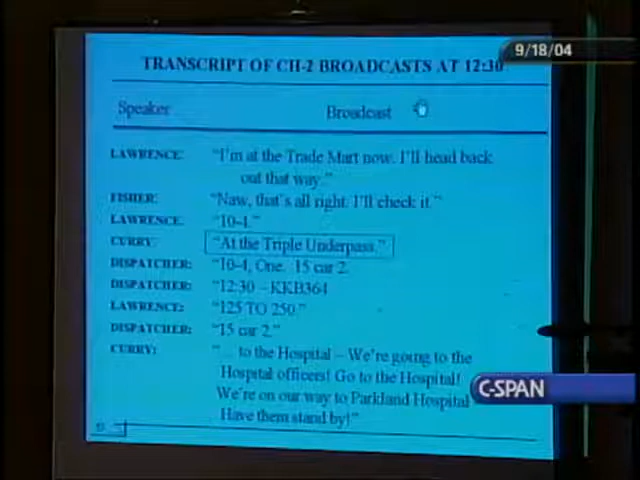 9/18/04
TRANSCRIPT OF CH-2 BROADCASTS AT 12:30
Speaker Broadcast
LAWRENCE: "I'm at the Trade Mart now. I'll head back
out that way."
FISHER: "Naw, that's all right. I'll check it."
LAWRENCE: "10-4."
CURRY: "At the Triple Underpass."
DISPATCHER: "10-4, One. 15 car 2.
DISPATCHER: "12:30 – KKB364
LAWRENCE: "125 TO 250."
DISPATCHER: "15 car 2."
CURRY: "... to the Hospital – We're going to the
Hospital officers! Go to the Hospital!
We're on our way to Parkland Hospital
Have them stand by!"
C-SPAN